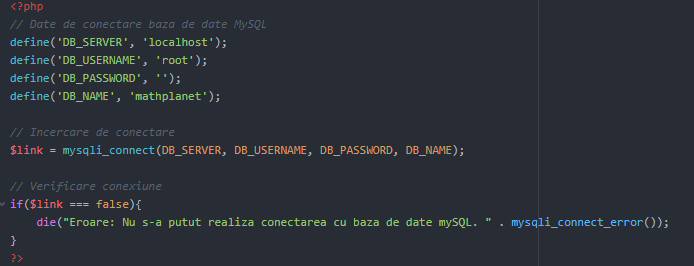 <?php
// Date de conectare baza de date MySQL
define('DB_SERVER', 'localhost');
define('DB_USERNAME', 'root');
define('DB_PASSWORD', '');
define('DB_NAME', 'mathplanet');
// Incercare de conectare
$link = mysqli_connect(DB_SERVER, DB_USERNAME, DB_PASSWORD, DB_NAME);
// Verificare conexiune
if($link === false){
die("Eroare: Nu s-a putut realiza conectarea cu baza de date mySQL. " . mysqli_connect_error());
}
?>